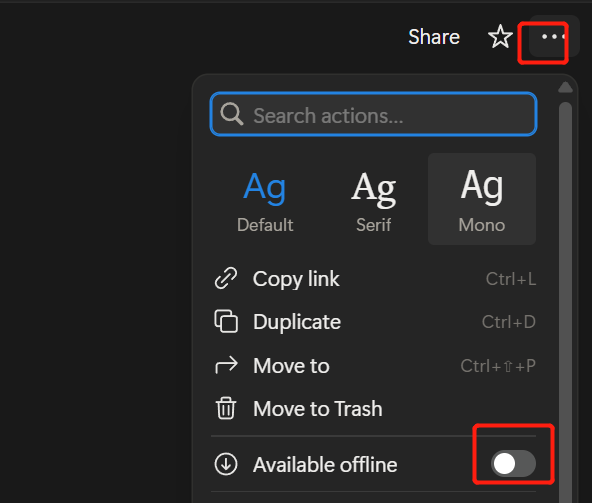 Share
Search actions...
Ag Ag Ag
Default Serif Mono
Copy link Ctrl+L
Duplicate Ctrl+D
Move to Ctrl+⇧+P
Move to Trash
Available offline